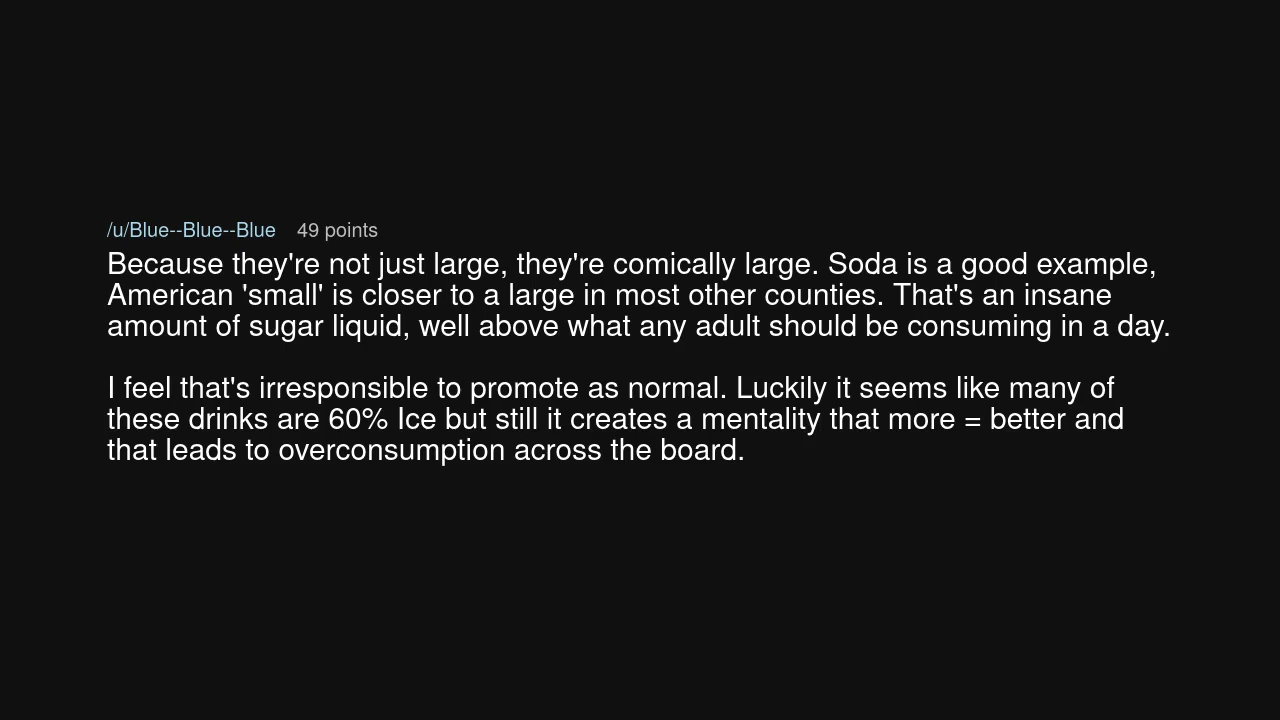 /u/Blue--Blue--Blue 49 points
Because they're not just large, they're comically large. Soda is a good example,
American 'small' is closer to a large in most other counties. That's an insane
amount of sugar liquid, well above what any adult should be consuming in a day.
I feel that's irresponsible to promote as normal. Luckily it seems like many of
these drinks are 60% Ice but still it creates a mentality that more = better and
that leads to overconsumption across the board.